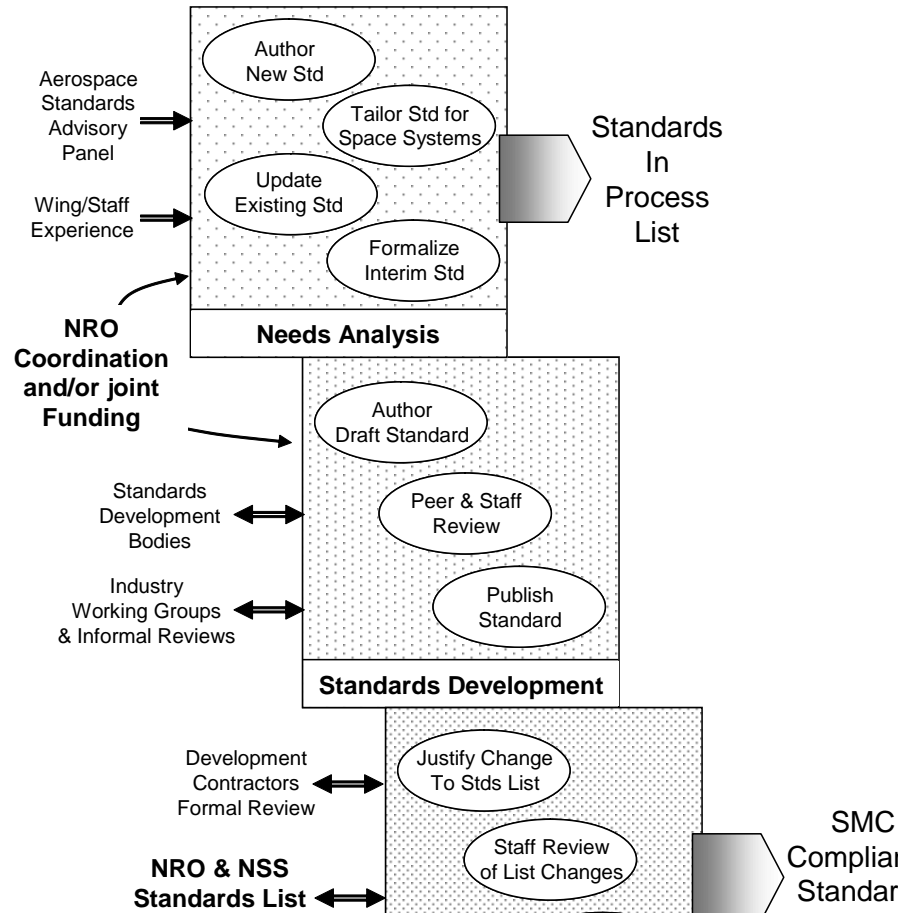 Author
New Std
Aerospace
Standards
Advisory
Panel
Tailor Std for
Space Systems
Standards
In
Process
List
Update
Existing Std
Wing/Staff
Experience
Formalize
Interim Std
Needs Analysis
NRO
Coordination
and/or joint
Funding
Author
Draft Standard
Standards
Development
Bodies
Peer & Staff
Review
Industry
Working Groups
& Informal Reviews
Publish
Standard
Standards Development
Development
Contractors
Formal Review
Justify Change
To Stds List
Staff Review
of List Changes
NRO & NSS
Standards List
SMC